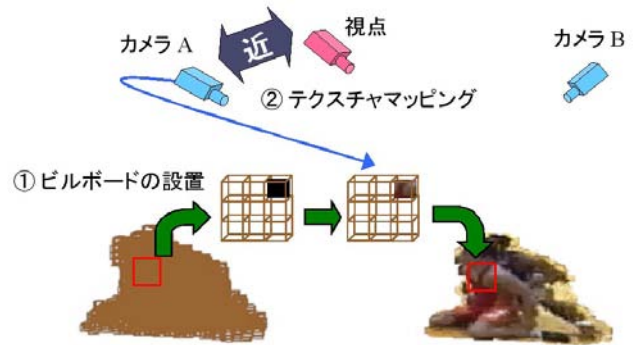 カメラ A
近
視点
カメラ B
② テクスチャマッピング
① ビルボードの設置